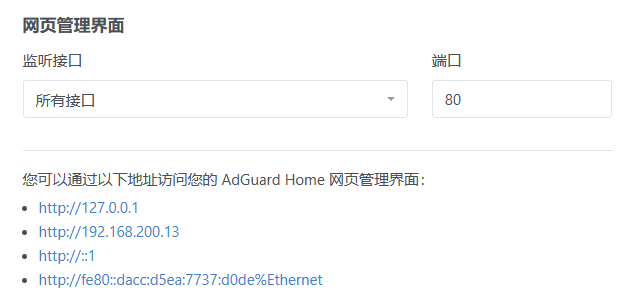 网页管理界面
监听接口 端口
所有接口 80
您可以通过以下地址访问您的 AdGuard Home 网页管理界面：
http://127.0.0.1
http://192.168.200.13
http://::1
http://fe80::dacc:d5ea:7737:d0de%Ethernet